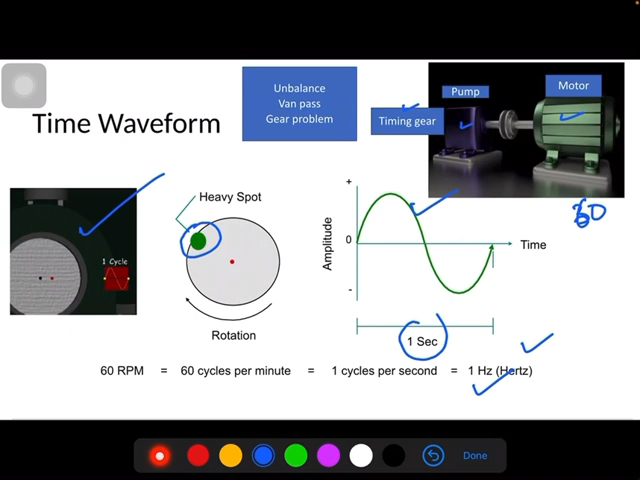 Unbalance
Van pass
Gear problem
Pump
Motor
Timing gear
Time Waveform
Heavy Spot
1 Cycle
+
Amplitude
0
-
Time
Rotation
1 Sec
60 RPM = 60 cycles per minute = 1 cycles per second = 1 Hz (Hertz)
Done